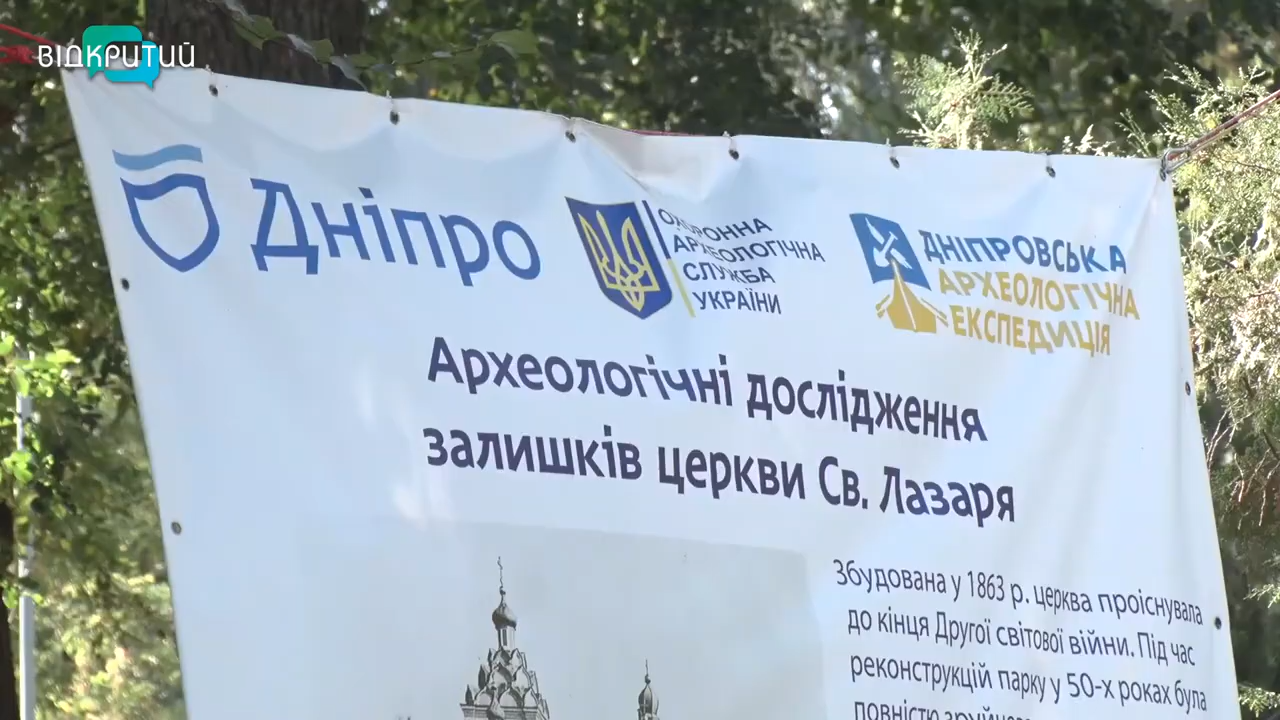 ВІДКРИТИЙ
Дніпро
ОХОРОННА
АРХЕОЛОГІЧНА
СЛУЖБА
УКРАЇНИ
ДНІПРОВСЬКА
АРХЕОЛОГІЧНА
ЕКСПЕДИЦІЯ
Археологічні дослідження
залишків церкви Св. Лазаря
Збудована у 1863 р. церква проіснувала
до кінця Другої світової війни. Під час
реконструкцій парку у 50-х роках була
повністю